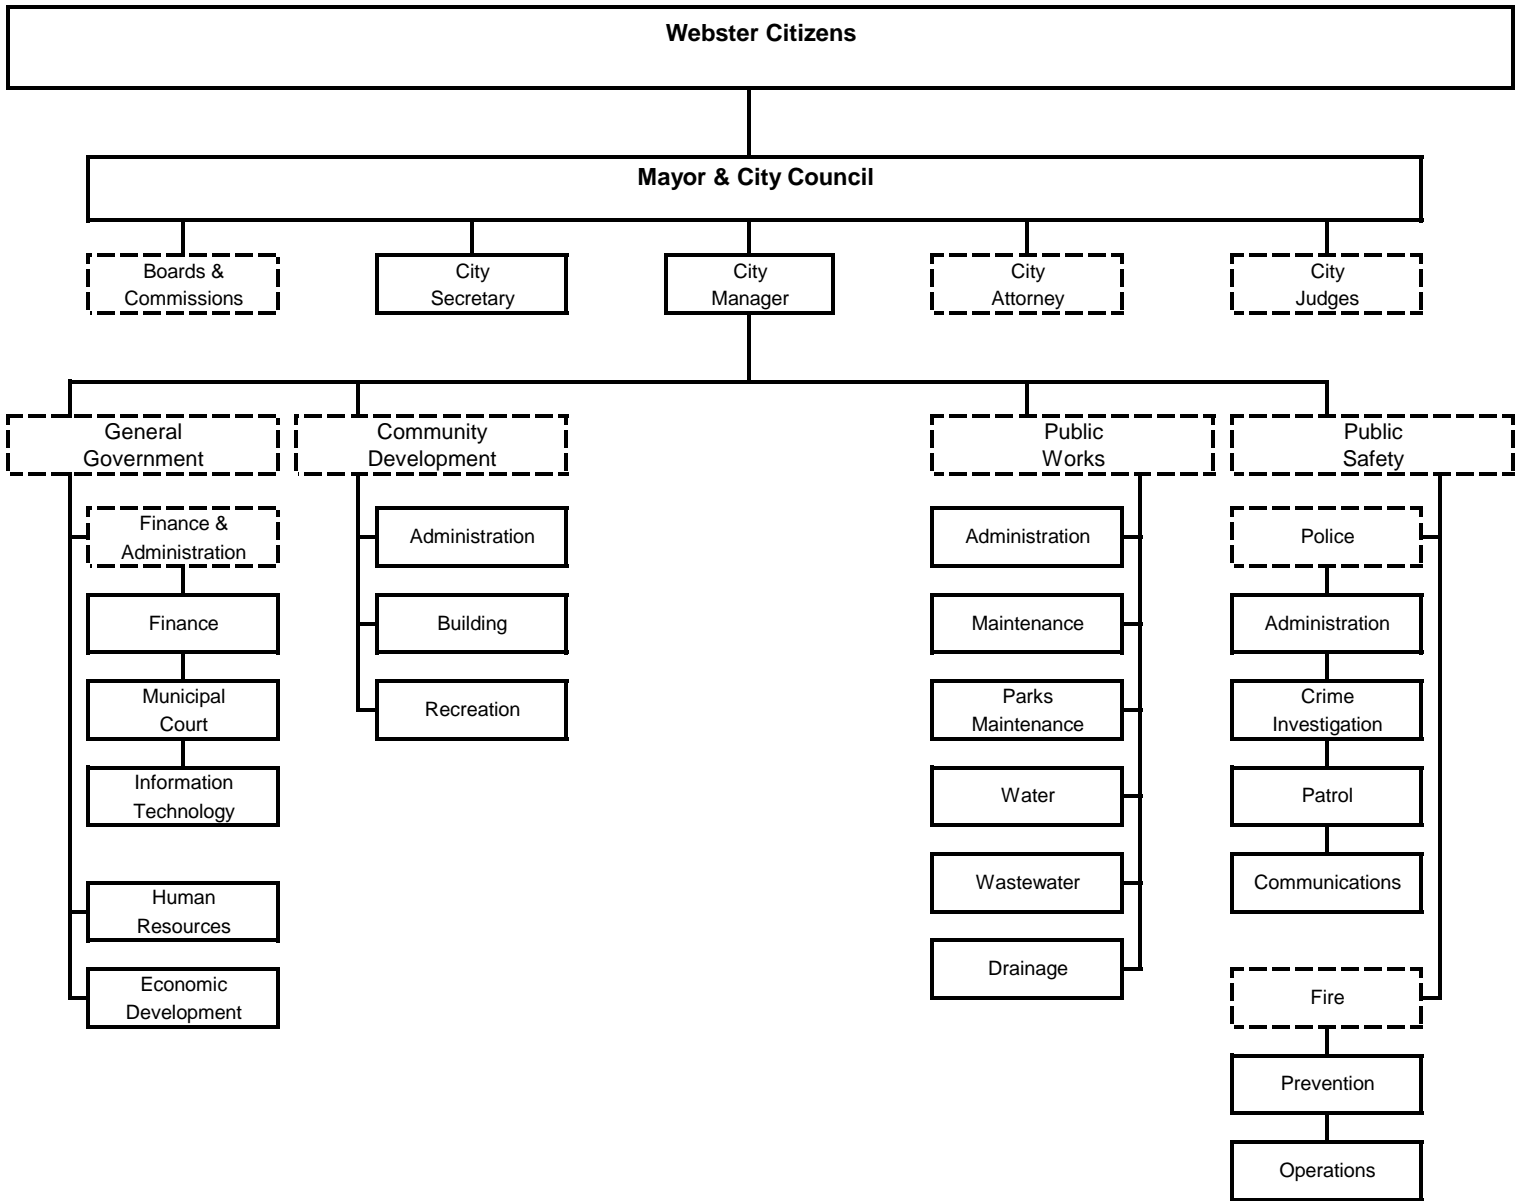 Webster Citizens
Mayor & City Council
Boards &
Commissions
City
Secretary
City
Manager
City
Attorney
City
Judges
General
Government
Community
Development
Public
Works
Public
Safety
Finance &
Administration
Finance
Municipal
Court
Information
Technology
Human
Resources
Economic
Development
Administration
Building
Recreation
Administration
Maintenance
Parks
Maintenance
Water
Wastewater
Drainage
Police
Administration
Crime
Investigation
Patrol
Communications
Fire
Prevention
Operations